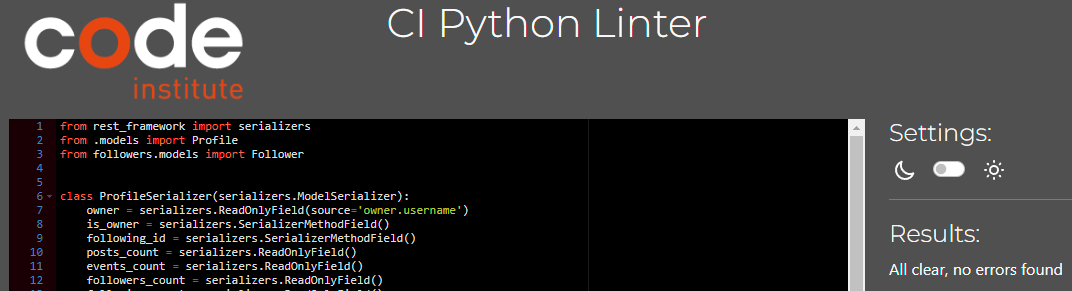 code
institute
CI Python Linter
1 from rest_framework import serializers
2 from .models import Profile
3 from followers.models import Follower
4
5
6 class ProfileSerializer(serializers.ModelSerializer):
7     owner = serializers.ReadOnlyField(source='owner.username')
8     is_owner = serializers.SerializerMethodField()
9     following_id = serializers.SerializerMethodField()
10     posts_count = serializers.ReadOnlyField()
11     events_count = serializers.ReadOnlyField()
12     followers_count = serializers.ReadOnlyField()
Settings:
Results:
All clear, no errors found